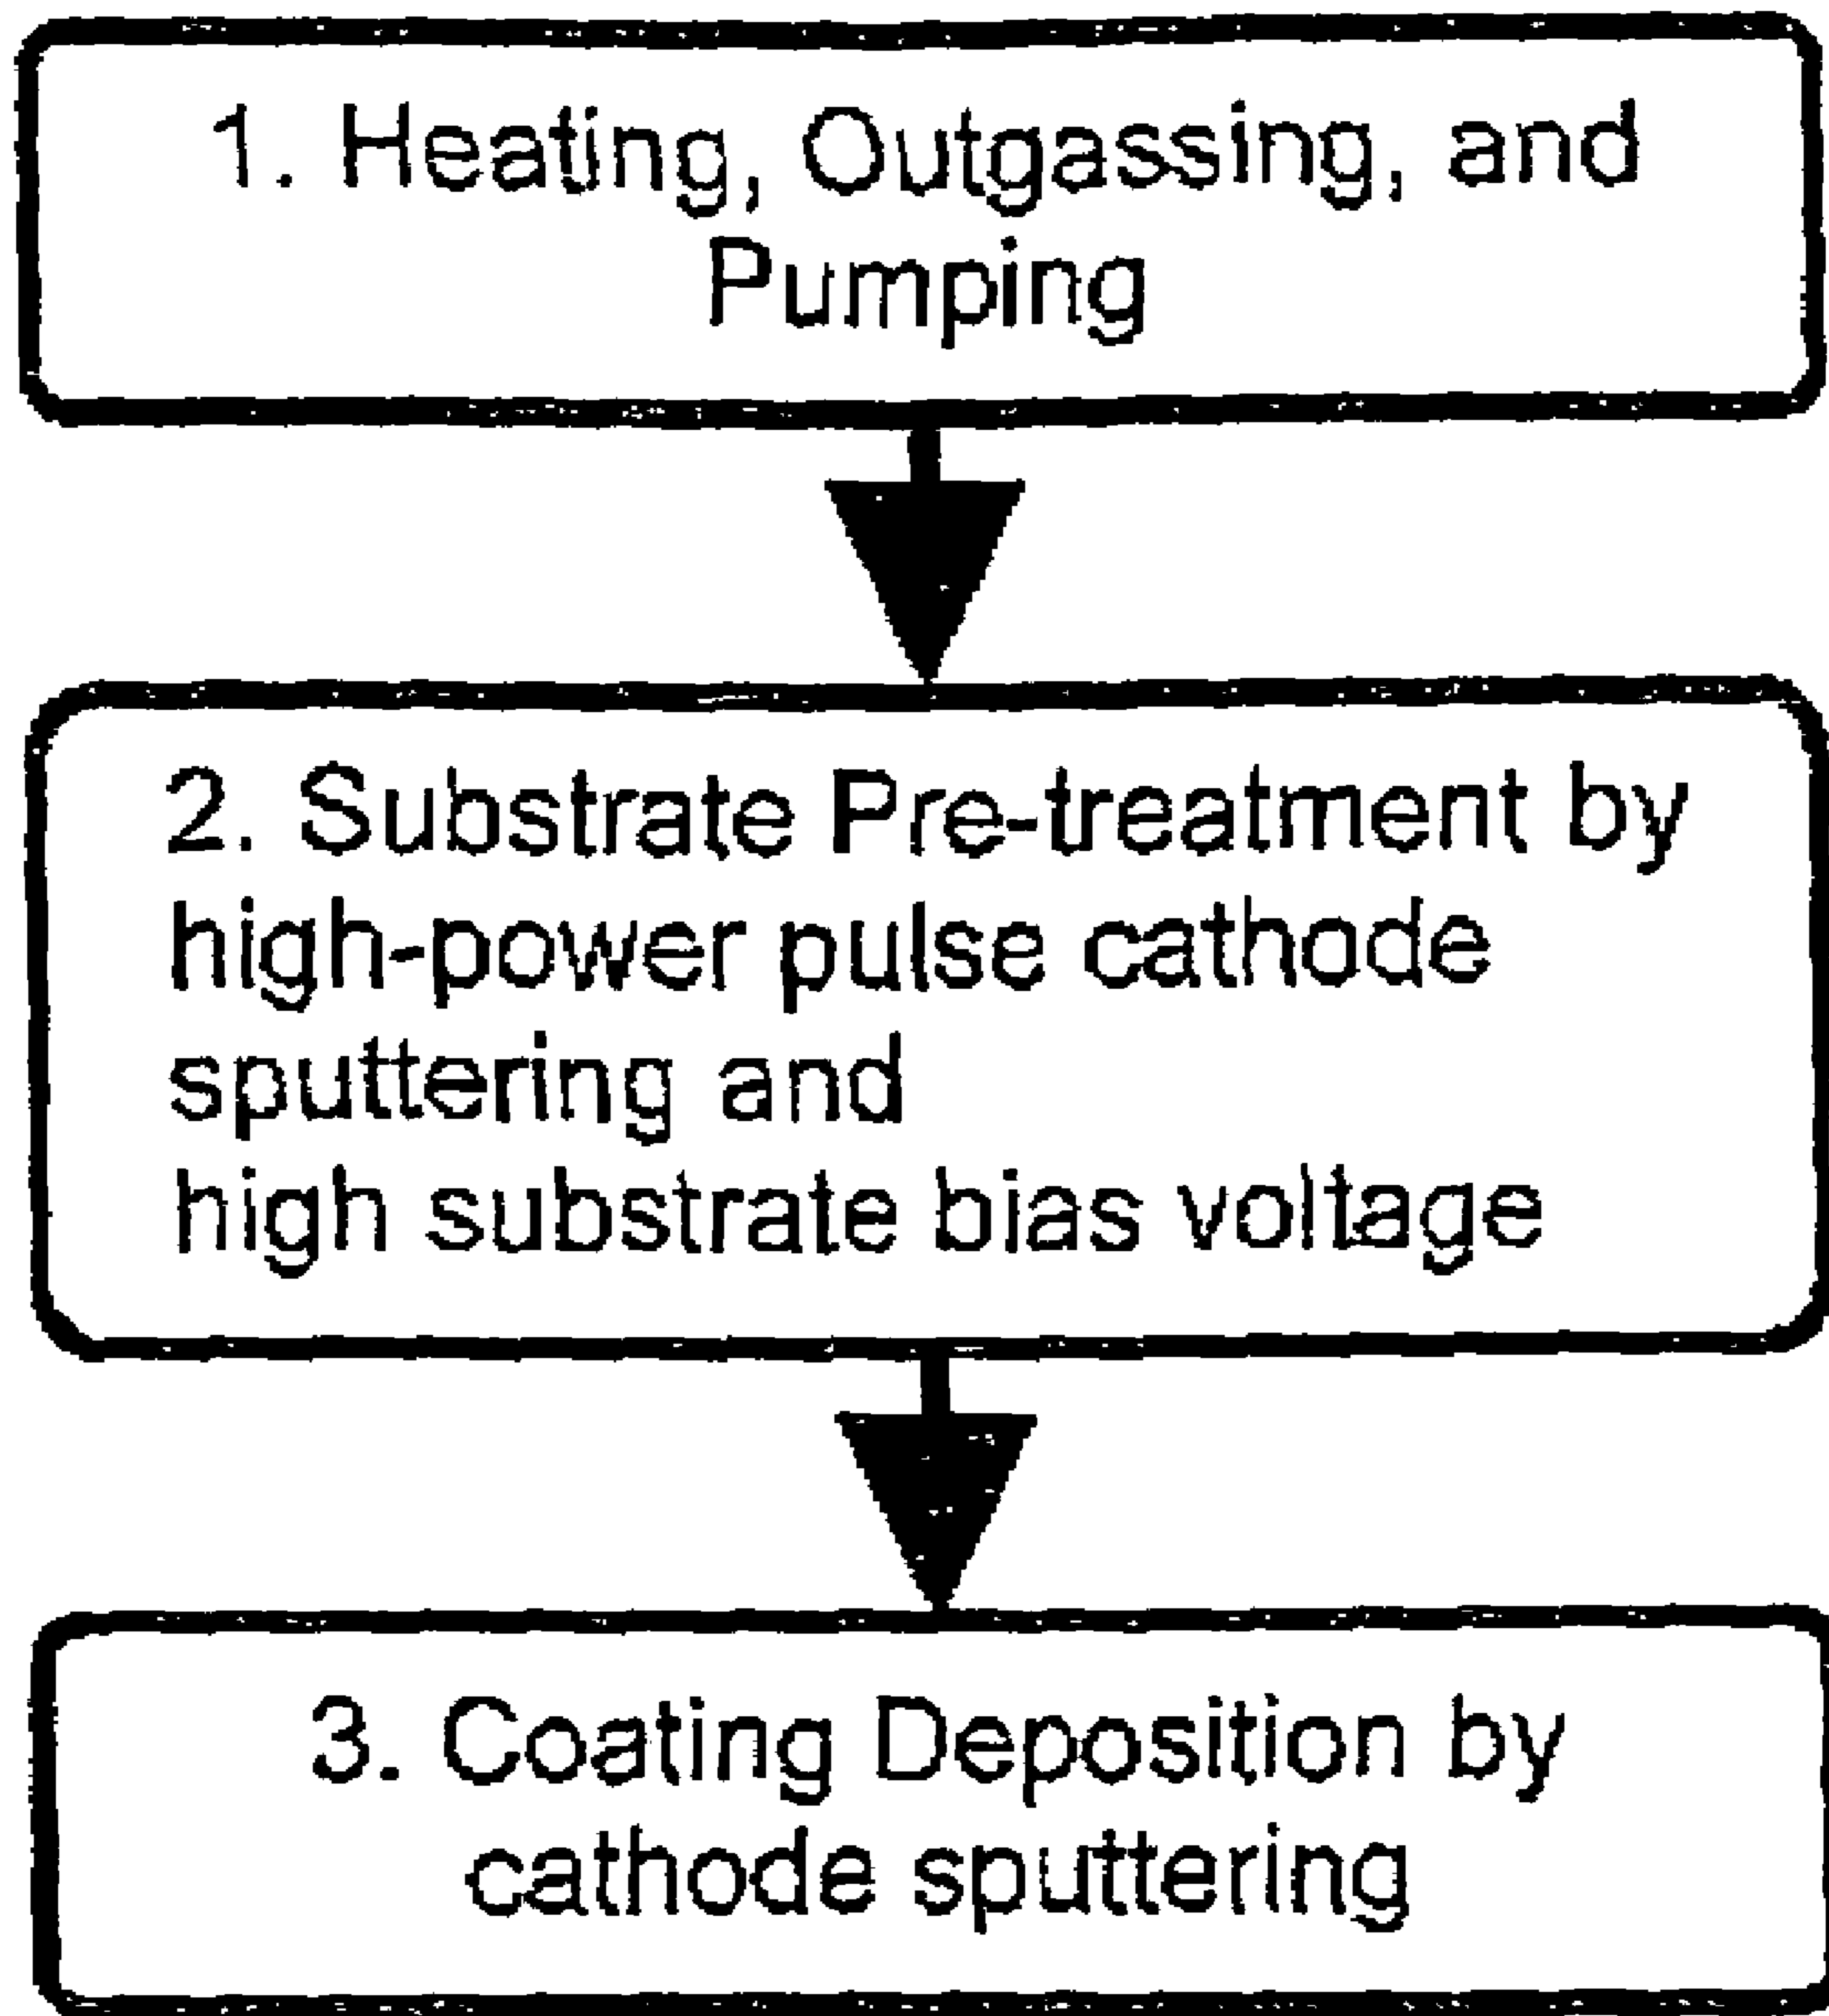 1. Heating, Outgassing, and
Pumping
2. Substrate Pre-treatment by
high-power pulse cathode
sputtering and
high substrate bias voltage
3. Coating Deposition by
cathode sputtering